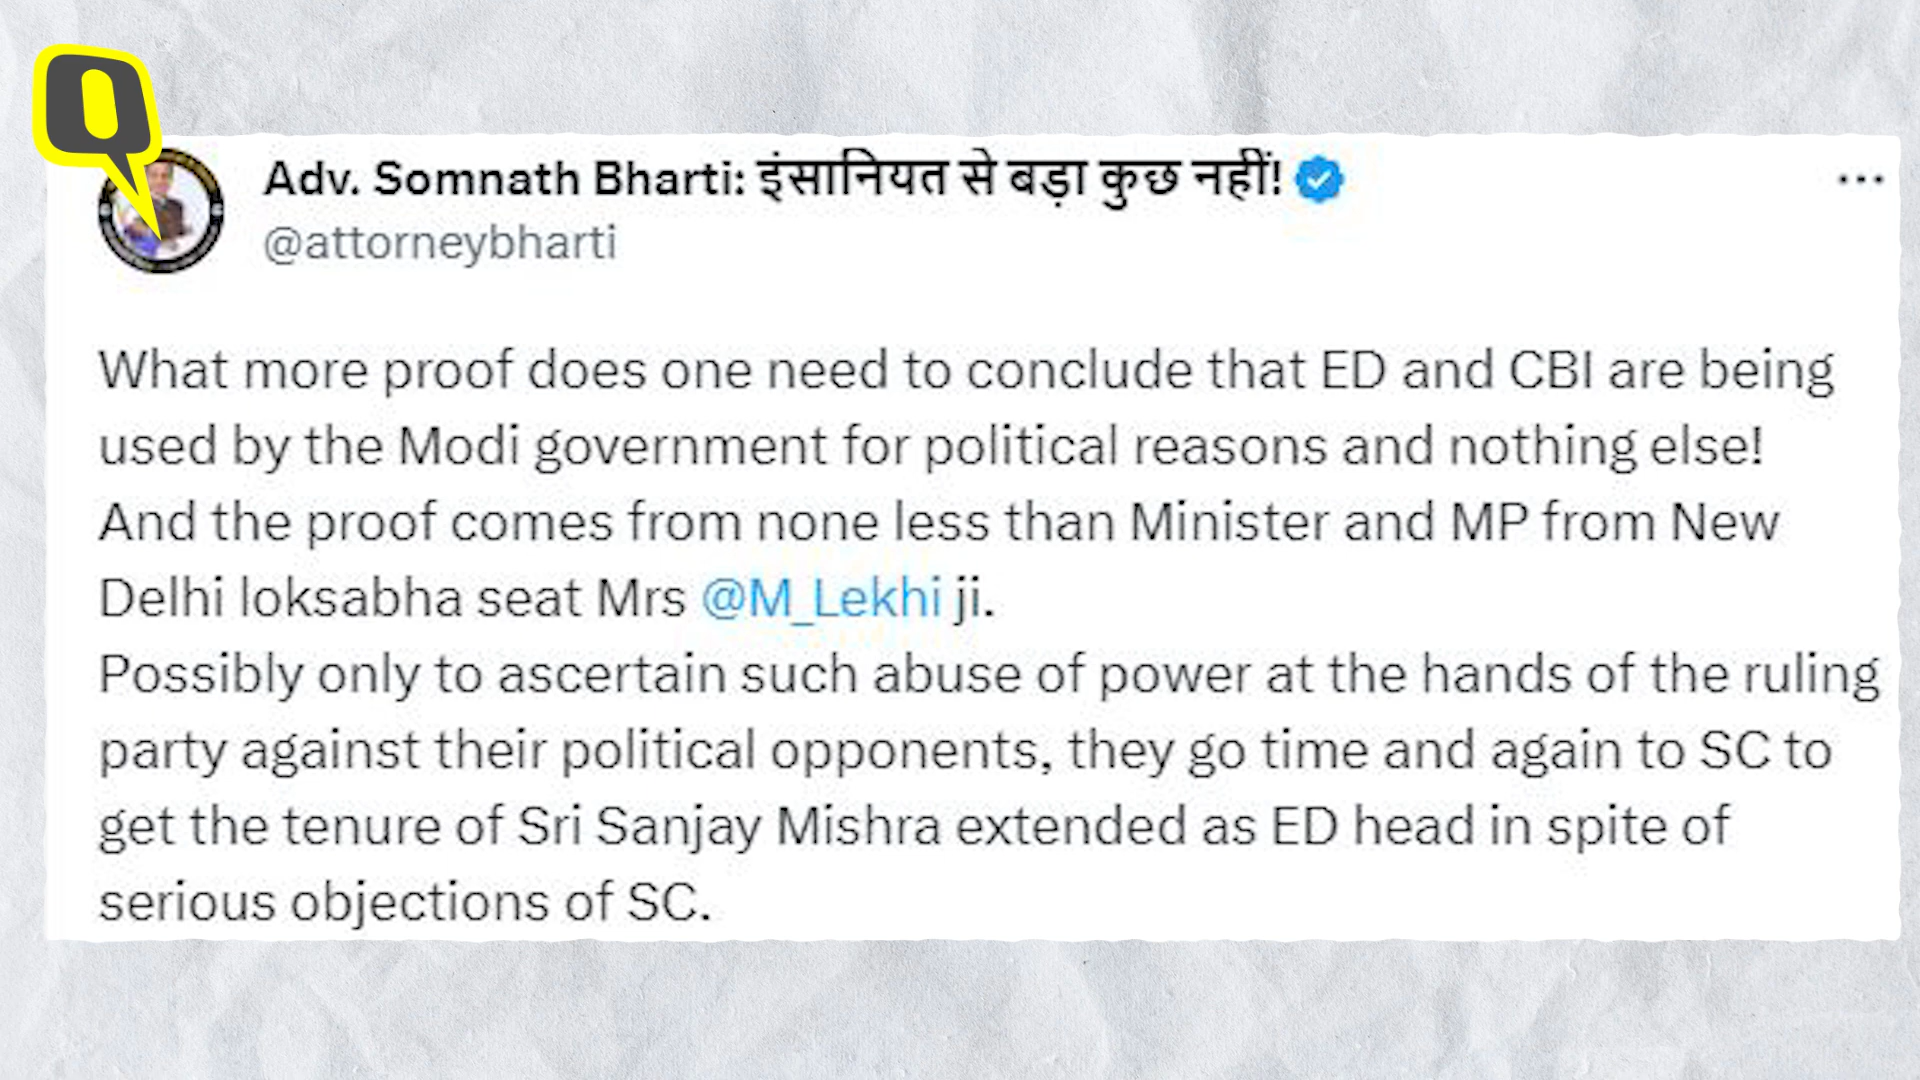 Q
Adv. Somnath Bharti: इंसानियत से बड़ा कुछ नहीं!
@attorneybharti
What more proof does one need to conclude that ED and CBI are being
used by the Modi government for political reasons and nothing else!
And the proof comes from none less than Minister and MP from New
Delhi loksabha seat Mrs @M_Lekhi ji.
Possibly only to ascertain such abuse of power at the hands of the ruling
party against their political opponents, they go time and again to SC to
get the tenure of Sri Sanjay Mishra extended as ED head in spite of
serious objections of SC.